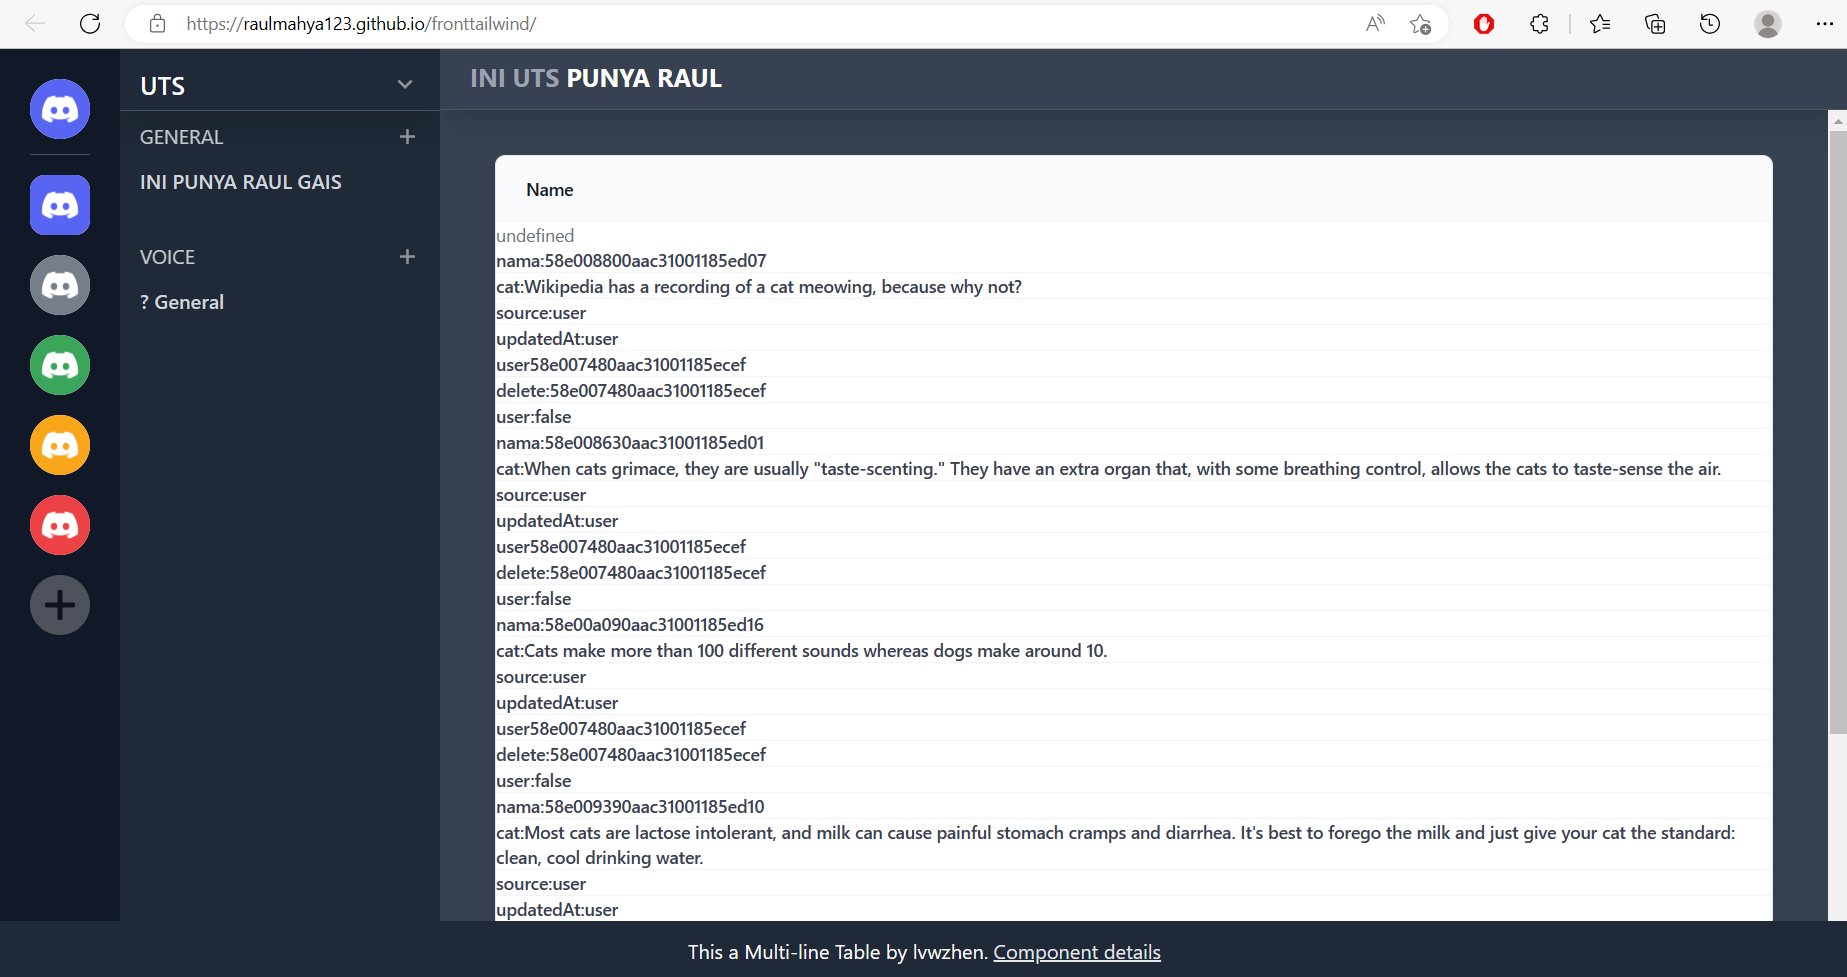 https://raulmahya123.github.io/fronttailwind/
UTS
INI UTS PUNYA RAUL
GENERAL
INI PUNYA RAUL GAIS
VOICE
? General
Name
undefined
nama:58e008800aac31001185ed07
cat:Wikipedia has a recording of a cat meowing, because why not?
source:user
updatedAt:user
user58e007480aac31001185ecef
delete:58e007480aac31001185ecef
user:false
nama:58e008630aac31001185ed01
cat:When cats grimace, they are usually "taste-scenting." They have an extra organ that, with some breathing control, allows the cats to taste-sense the air.
source:user
updatedAt:user
user58e007480aac31001185ecef
delete:58e007480aac31001185ecef
user:false
nama:58e00a090aac31001185ed16
cat:Cats make more than 100 different sounds whereas dogs make around 10.
source:user
updatedAt:user
user58e007480aac31001185ecef
delete:58e007480aac31001185ecef
user:false
nama:58e009390aac31001185ed10
cat:Most cats are lactose intolerant, and milk can cause painful stomach cramps and diarrhea. It's best to forego the milk and just give your cat the standard:
clean, cool drinking water.
source:user
updatedAt:user
This a Multi-line Table by lvwzhen. Component details